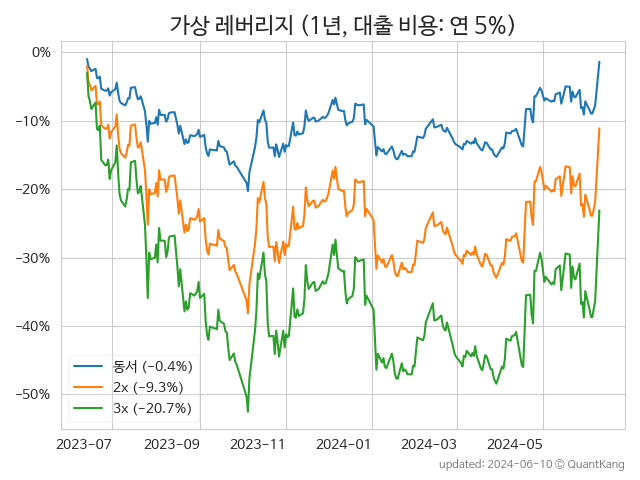 가상 레버리지 (1년, 대출 비용: 연 5%)
0%
−10%
−20%
−30%
−40%
−50%
동서 (−0.4%)
2x (−9.3%)
3x (−20.7%)
2023-07
2023-09
2023-11
2024-01
2024-03
2024-05
updated: 2024-06-10 © QuantKang